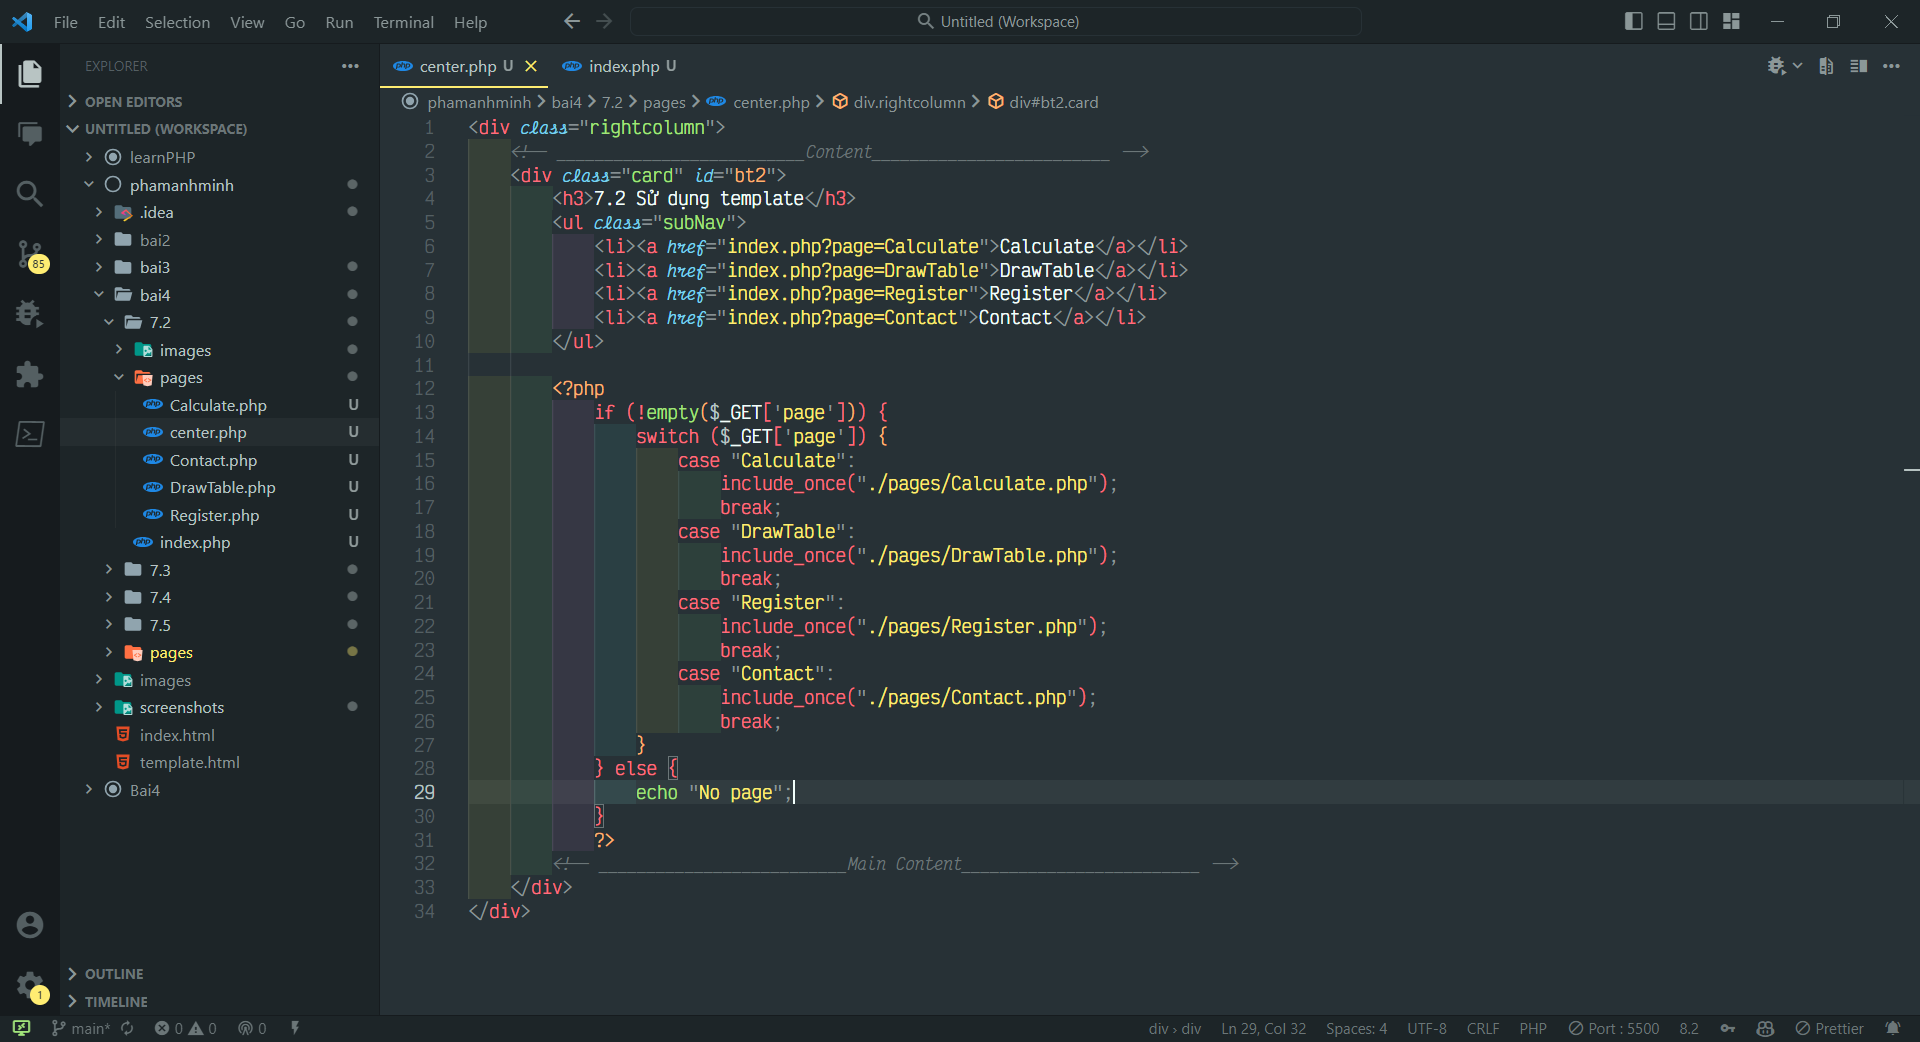 File Edit Selection View Go Run Terminal Help
Untitled (Workspace)
EXPLORER
OPEN EDITORS
UNTITLED (WORKSPACE)
learnPHP
phamanhminh
.idea
bai2
bai3
bai4
7.2
images
pages
Calculate.php U
center.php U
Contact.php U
DrawTable.php U
Register.php U
index.php U
7.3
7.4
7.5
pages
images
screenshots
index.html
template.html
Bai4
OUTLINE
TIMELINE
85
1
center.php U
index.php U
phamanhminh > bai4 > 7.2 > pages > center.php > div.rightcolumn > div#bt2.card
1 <div class="rightcolumn">
2 <!-- __________________________Content_________________________ -->
3 <div class="card" id="bt2">
4 <h3>7.2 Sử dụng template</h3>
5 <ul class="subNav">
6 <li><a href="index.php?page=Calculate">Calculate</a></li>
7 <li><a href="index.php?page=DrawTable">DrawTable</a></li>
8 <li><a href="index.php?page=Register">Register</a></li>
9 <li><a href="index.php?page=Contact">Contact</a></li>
10 </ul>
11
12 <?php
13 if (!empty($_GET['page'])) {
14 switch ($_GET['page']) {
15 case "Calculate":
16 include_once("./pages/Calculate.php");
17 break;
18 case "DrawTable":
19 include_once("./pages/DrawTable.php");
20 break;
21 case "Register":
22 include_once("./pages/Register.php");
23 break;
24 case "Contact":
25 include_once("./pages/Contact.php");
26 break;
27 }
28 } else {
29 echo "No page";
30 }
31 ?>
32 <!-- __________________________Main Content_________________________ -->
33 </div>
34 </div>
main* 0 0 0 div › div Ln 29, Col 32 Spaces: 4 UTF-8 CRLF PHP Port : 5500 8.2 Prettier